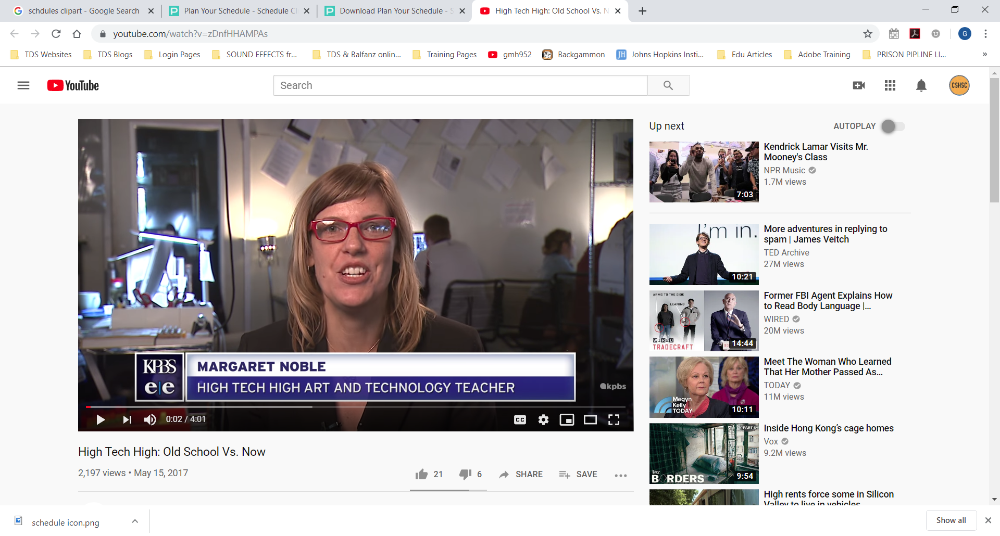 schdules clipart - Google Search
Plan Your Schedule - Schedule Cl
Download Plan Your Schedule - S
High Tech High: Old School Vs. N
youtube.com/watch?v=zDnfHHAMPAs
G
TDS Websites
TDS Blogs
Login Pages
SOUND EFFECTS fr...
TDS & Balfanz onlin...
Training Pages
gmh952
Backgammon
Johns Hopkins Insti...
Edu Articles
Adobe Training
PRISON PIPLINE LI...
»
YouTube
Search
CSHSC
KPBS
e|e
MARGARET NOBLE
HIGH TECH HIGH ART AND TECHNOLOGY TEACHER
kpbs
0:02 / 4:01
CC
High Tech High: Old School Vs. Now
2,197 views • May 15, 2017
21
6
SHARE
SAVE
Up next
AUTOPLAY
7:03
Kendrick Lamar Visits Mr.
Mooney's Class
NPR Music
1.7M views
I'm in.
10:21
More adventures in replying to
spam | James Veitch
TED Archive
27M views
ARMS TO THE SIDE
LEANING
WIRED
TRADECRAFT
14:44
Former FBI Agent Explains How
to Read Body Language |...
WIRED
20M views
Megyn
Kelly
TODAY
10:11
Meet The Woman Who Learned
That Her Mother Passed As...
TODAY
11M views
PART 5
Vox
BORDERS
9:54
Inside Hong Kong's cage homes
Vox
9.2M views
High rents force some in Silicon
Valley to live in vehicles
schedule icon.png
Show all